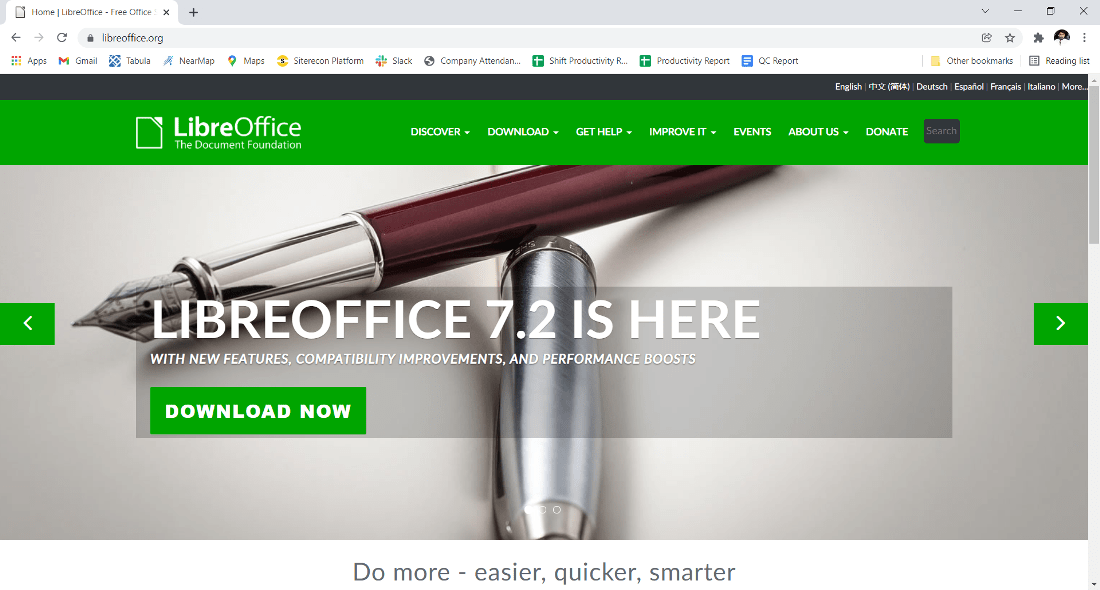 Home | LibreOffice - Free Office
libreoffice.org
Apps Gmail Tabula NearMap Maps Siterecon Platform Slack Company Attendan... Shift Productivity R... Productivity Report QC Report Other bookmarks Reading list
English | 中文 (简体) | Deutsch | Español | Français | Italiano | More...
LibreOffice
The Document Foundation
DISCOVER DOWNLOAD GET HELP IMPROVE IT EVENTS ABOUT US DONATE Search
LIBREOFFICE 7.2 IS HERE
WITH NEW FEATURES, COMPATIBILITY IMPROVEMENTS, AND PERFORMANCE BOOSTS
DOWNLOAD NOW
Do more - easier, quicker, smarter